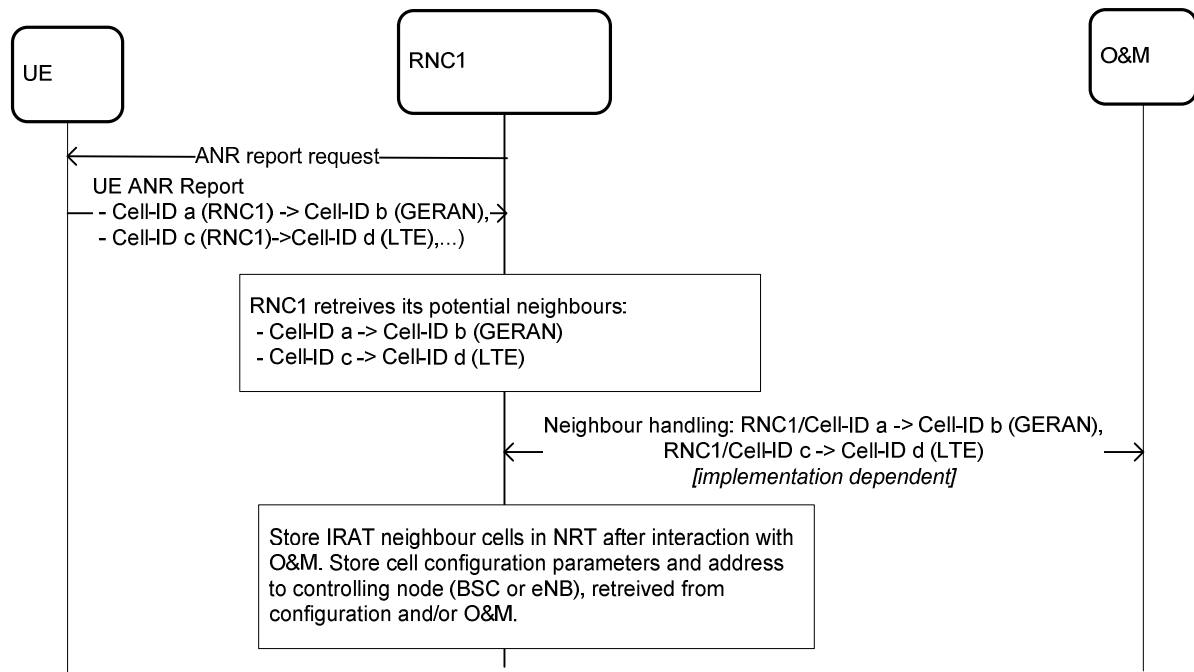 UE
RNC1
O&M
ANR report request
UE ANR Report
- Cell-ID a (RNC1) -> Cell-ID b (GERAN),
- Cell-ID c (RNC1)->Cell-ID d (LTE),...)
RNC1 retreives its potential neighbours:
- Cell-ID a -> Cell-ID b (GERAN)
- Cell-ID c -> Cell-ID d (LTE)
Neighbour handling: RNC1/Cell-ID a -> Cell-ID b (GERAN),
RNC1/Cell-ID c -> Cell-ID d (LTE)
[implementation dependent]
Store IRAT neighbour cells in NRT after interaction with
O&M. Store cell configuration parameters and address
to controlling node (BSC or eNB), retreived from
configuration and/or O&M.